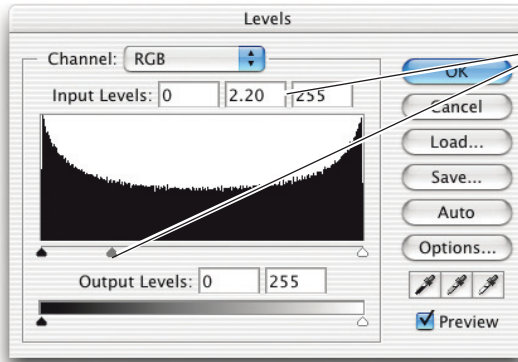 Levels
Channel: RGB
Input Levels: 0 2.20 255
Output Levels: 0 255
OK
Cancel
Load...
Save...
Auto
Options...
Preview